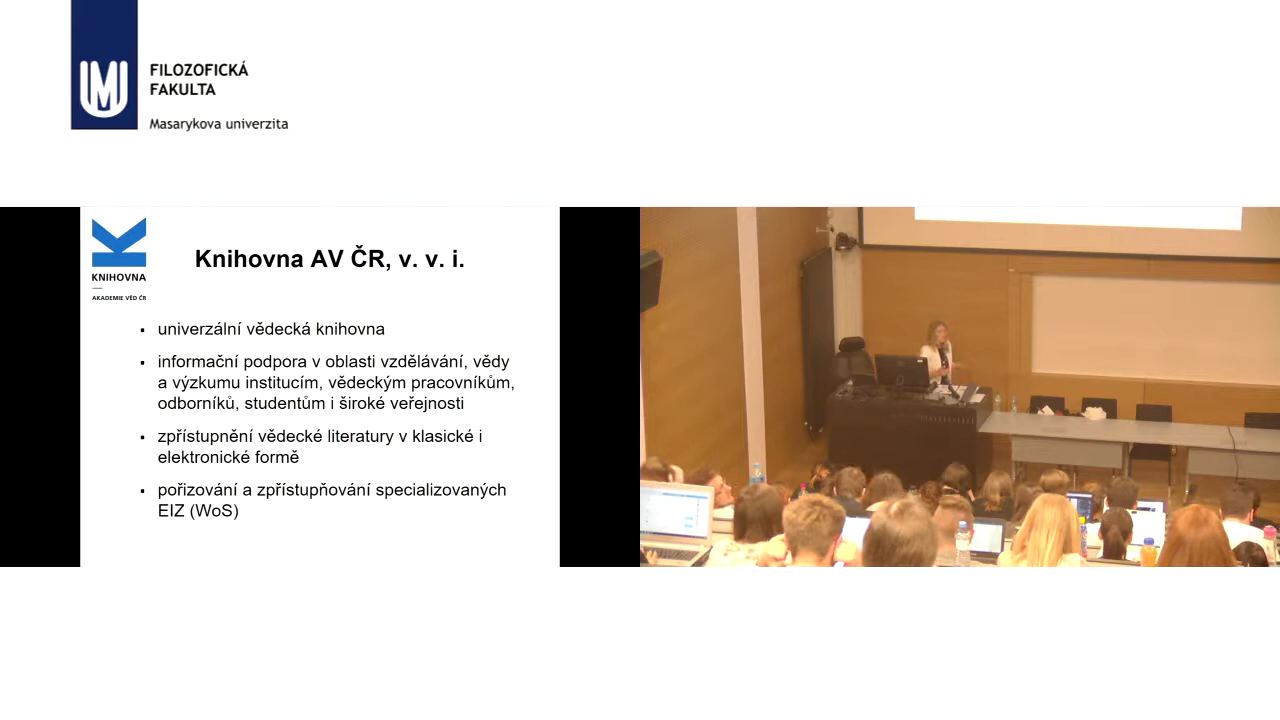 FILOZOFICKÁ
FAKULTA
Masarykova univerzita
KNIHOVNA
AKADEMIE VĚD ČR
Knihovna AV ČR, v. v. i.
▪ univerzální vědecká knihovna
▪ informační podpora v oblasti vzdělávání, vědy
a výzkumu institucím, vědeckým pracovníkům,
odborníků, studentům i široké veřejnosti
▪ zpřístupnění vědecké literatury v klasické i
elektronické formě
▪ pořizování a zpřístupňování specializovaných
EIZ (WoS)